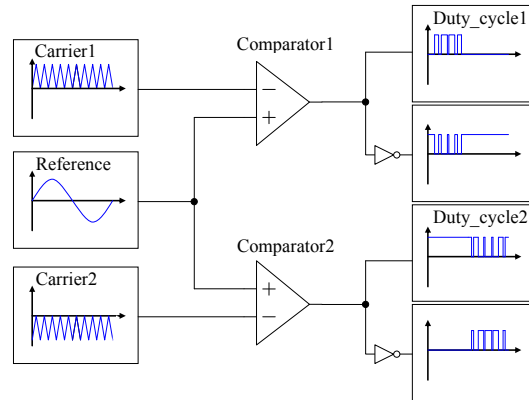 Carrier1
Comparator1
Duty_cycle1
−
+
Reference
Comparator2
Duty_cycle2
Carrier2
+
−